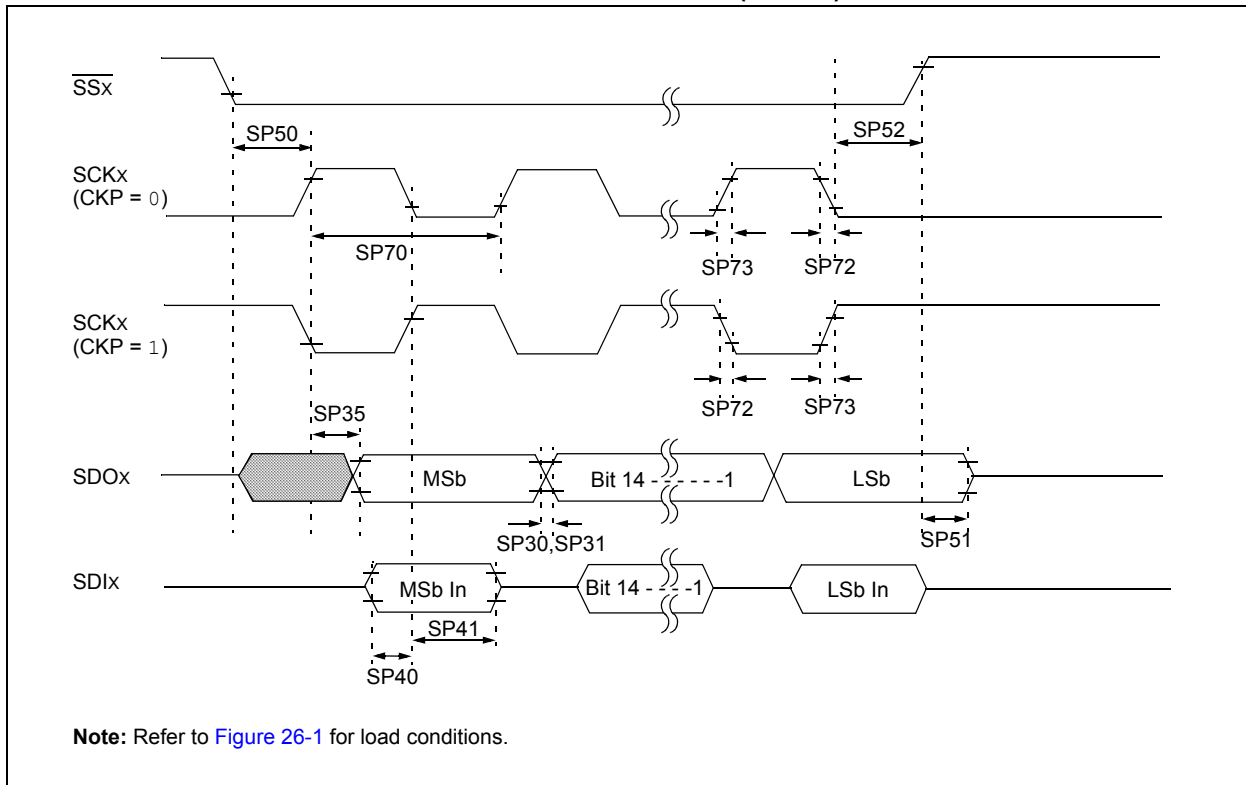 SSx
SP50
SP52
SCKx
(CKP = 0)
SP70
SP73
SP72
SCKx
(CKP = 1)
SP72
SP73
SP35
SDOx
MSb
Bit 14 - - - - - -1
LSb
SP30,SP31
SP51
SDIx
MSb In
Bit 14 - - - -1
LSb In
SP41
SP40
Note: Refer to Figure 26-1 for load conditions.